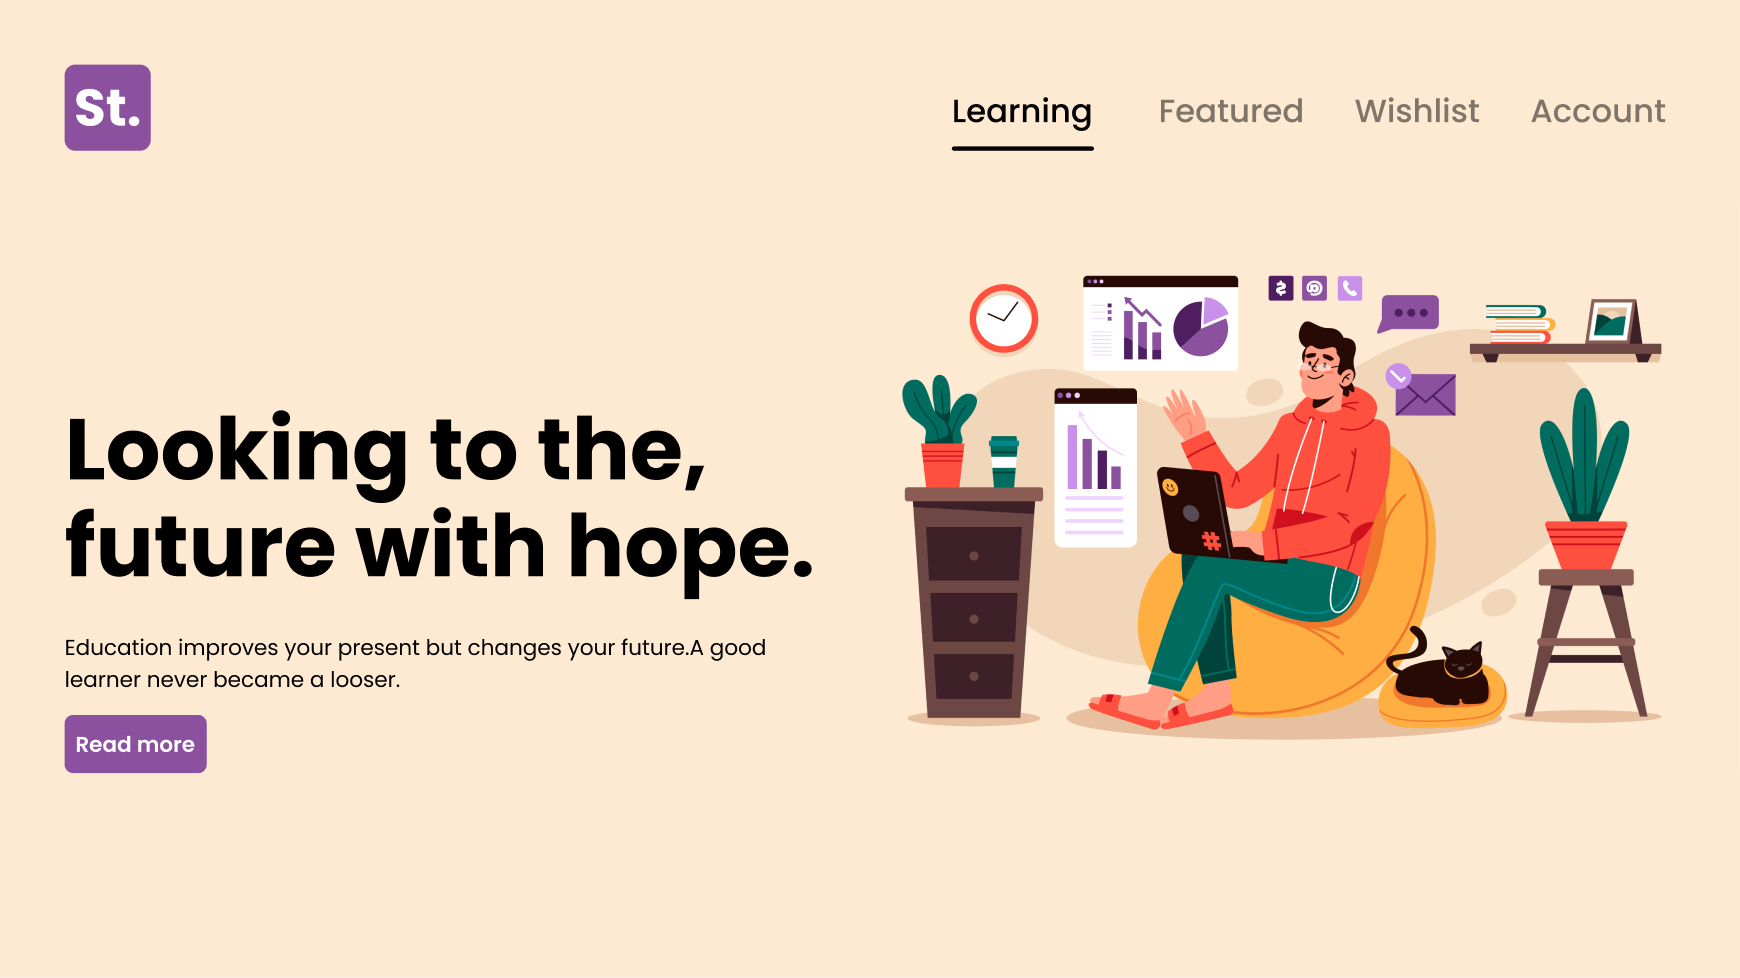 St.
Learning Featured Wishlist Account
Looking to the,
future with hope.
Education improves your present but changes your future.A good
learner never became a looser.
Read more